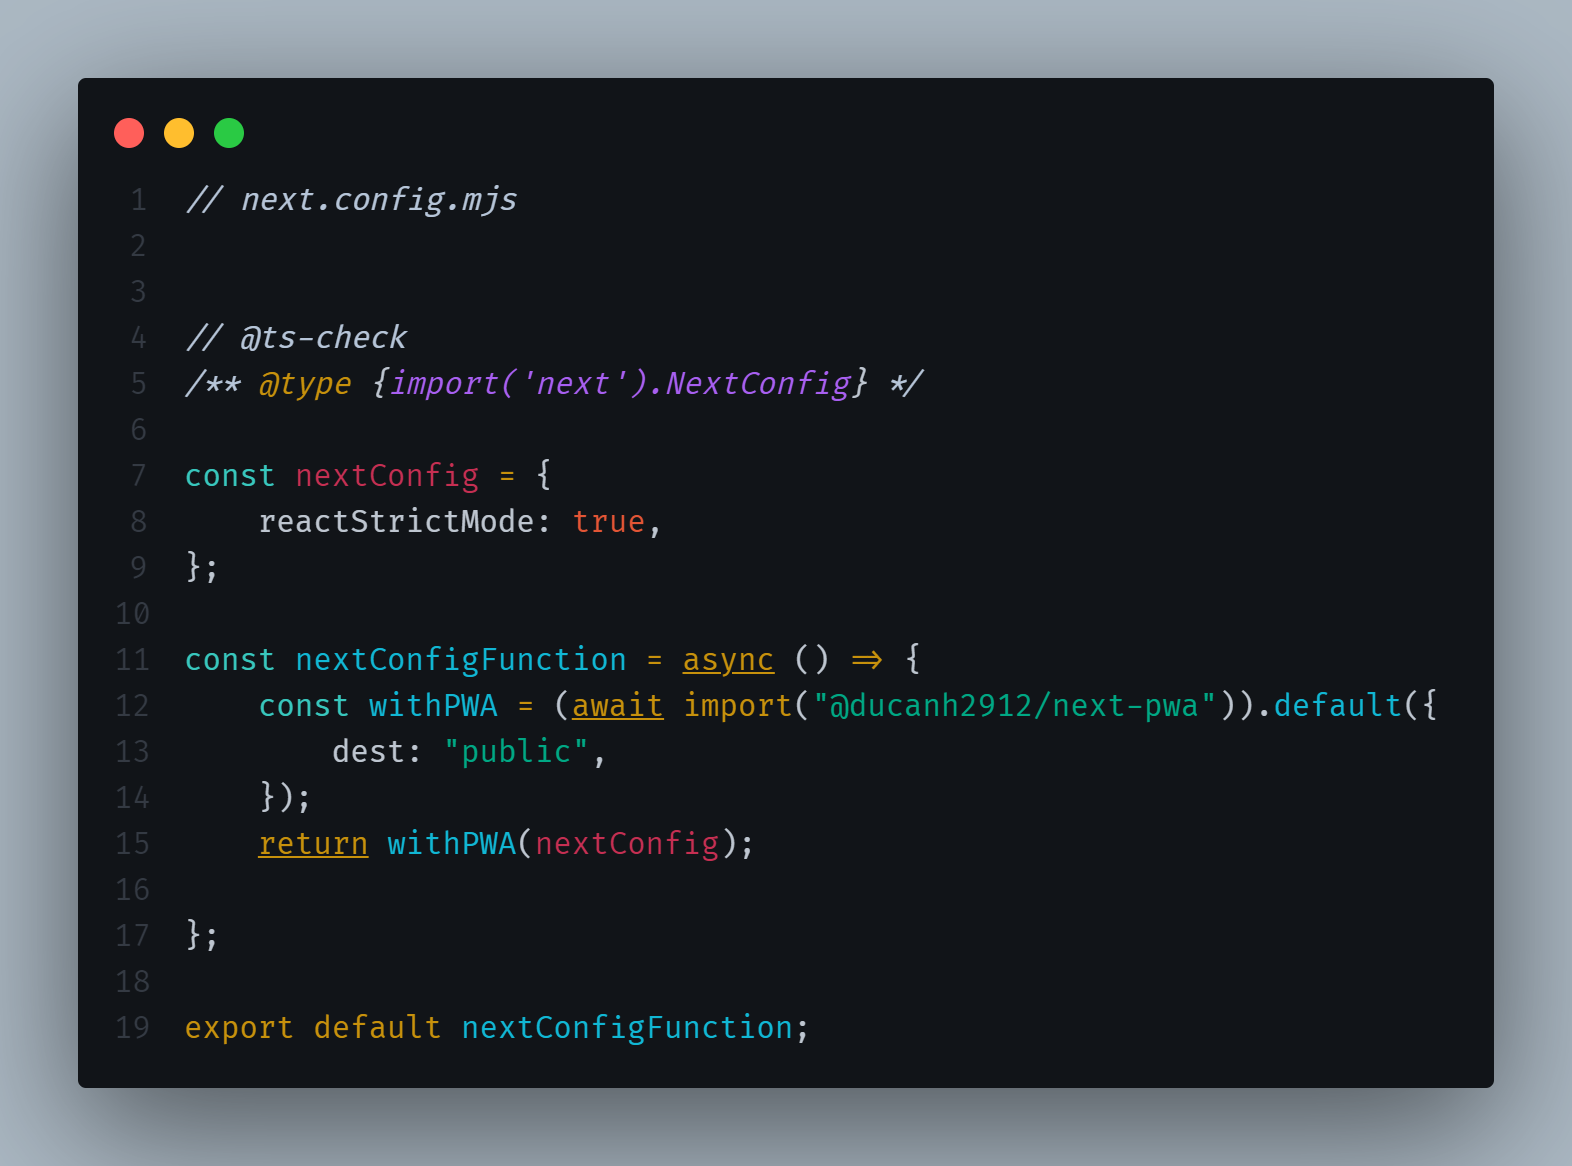 1 // next.config.mjs
2
3
4 // @ts-check
5 /** @type {import('next').NextConfig} */
6
7 const nextConfig = {
8     reactStrictMode: true,
9 };
10
11 const nextConfigFunction = async () => {
12     const withPWA = (await import("@ducanh2912/next-pwa")).default({
13         dest: "public",
14     });
15     return withPWA(nextConfig);
16
17 };
18
19 export default nextConfigFunction;